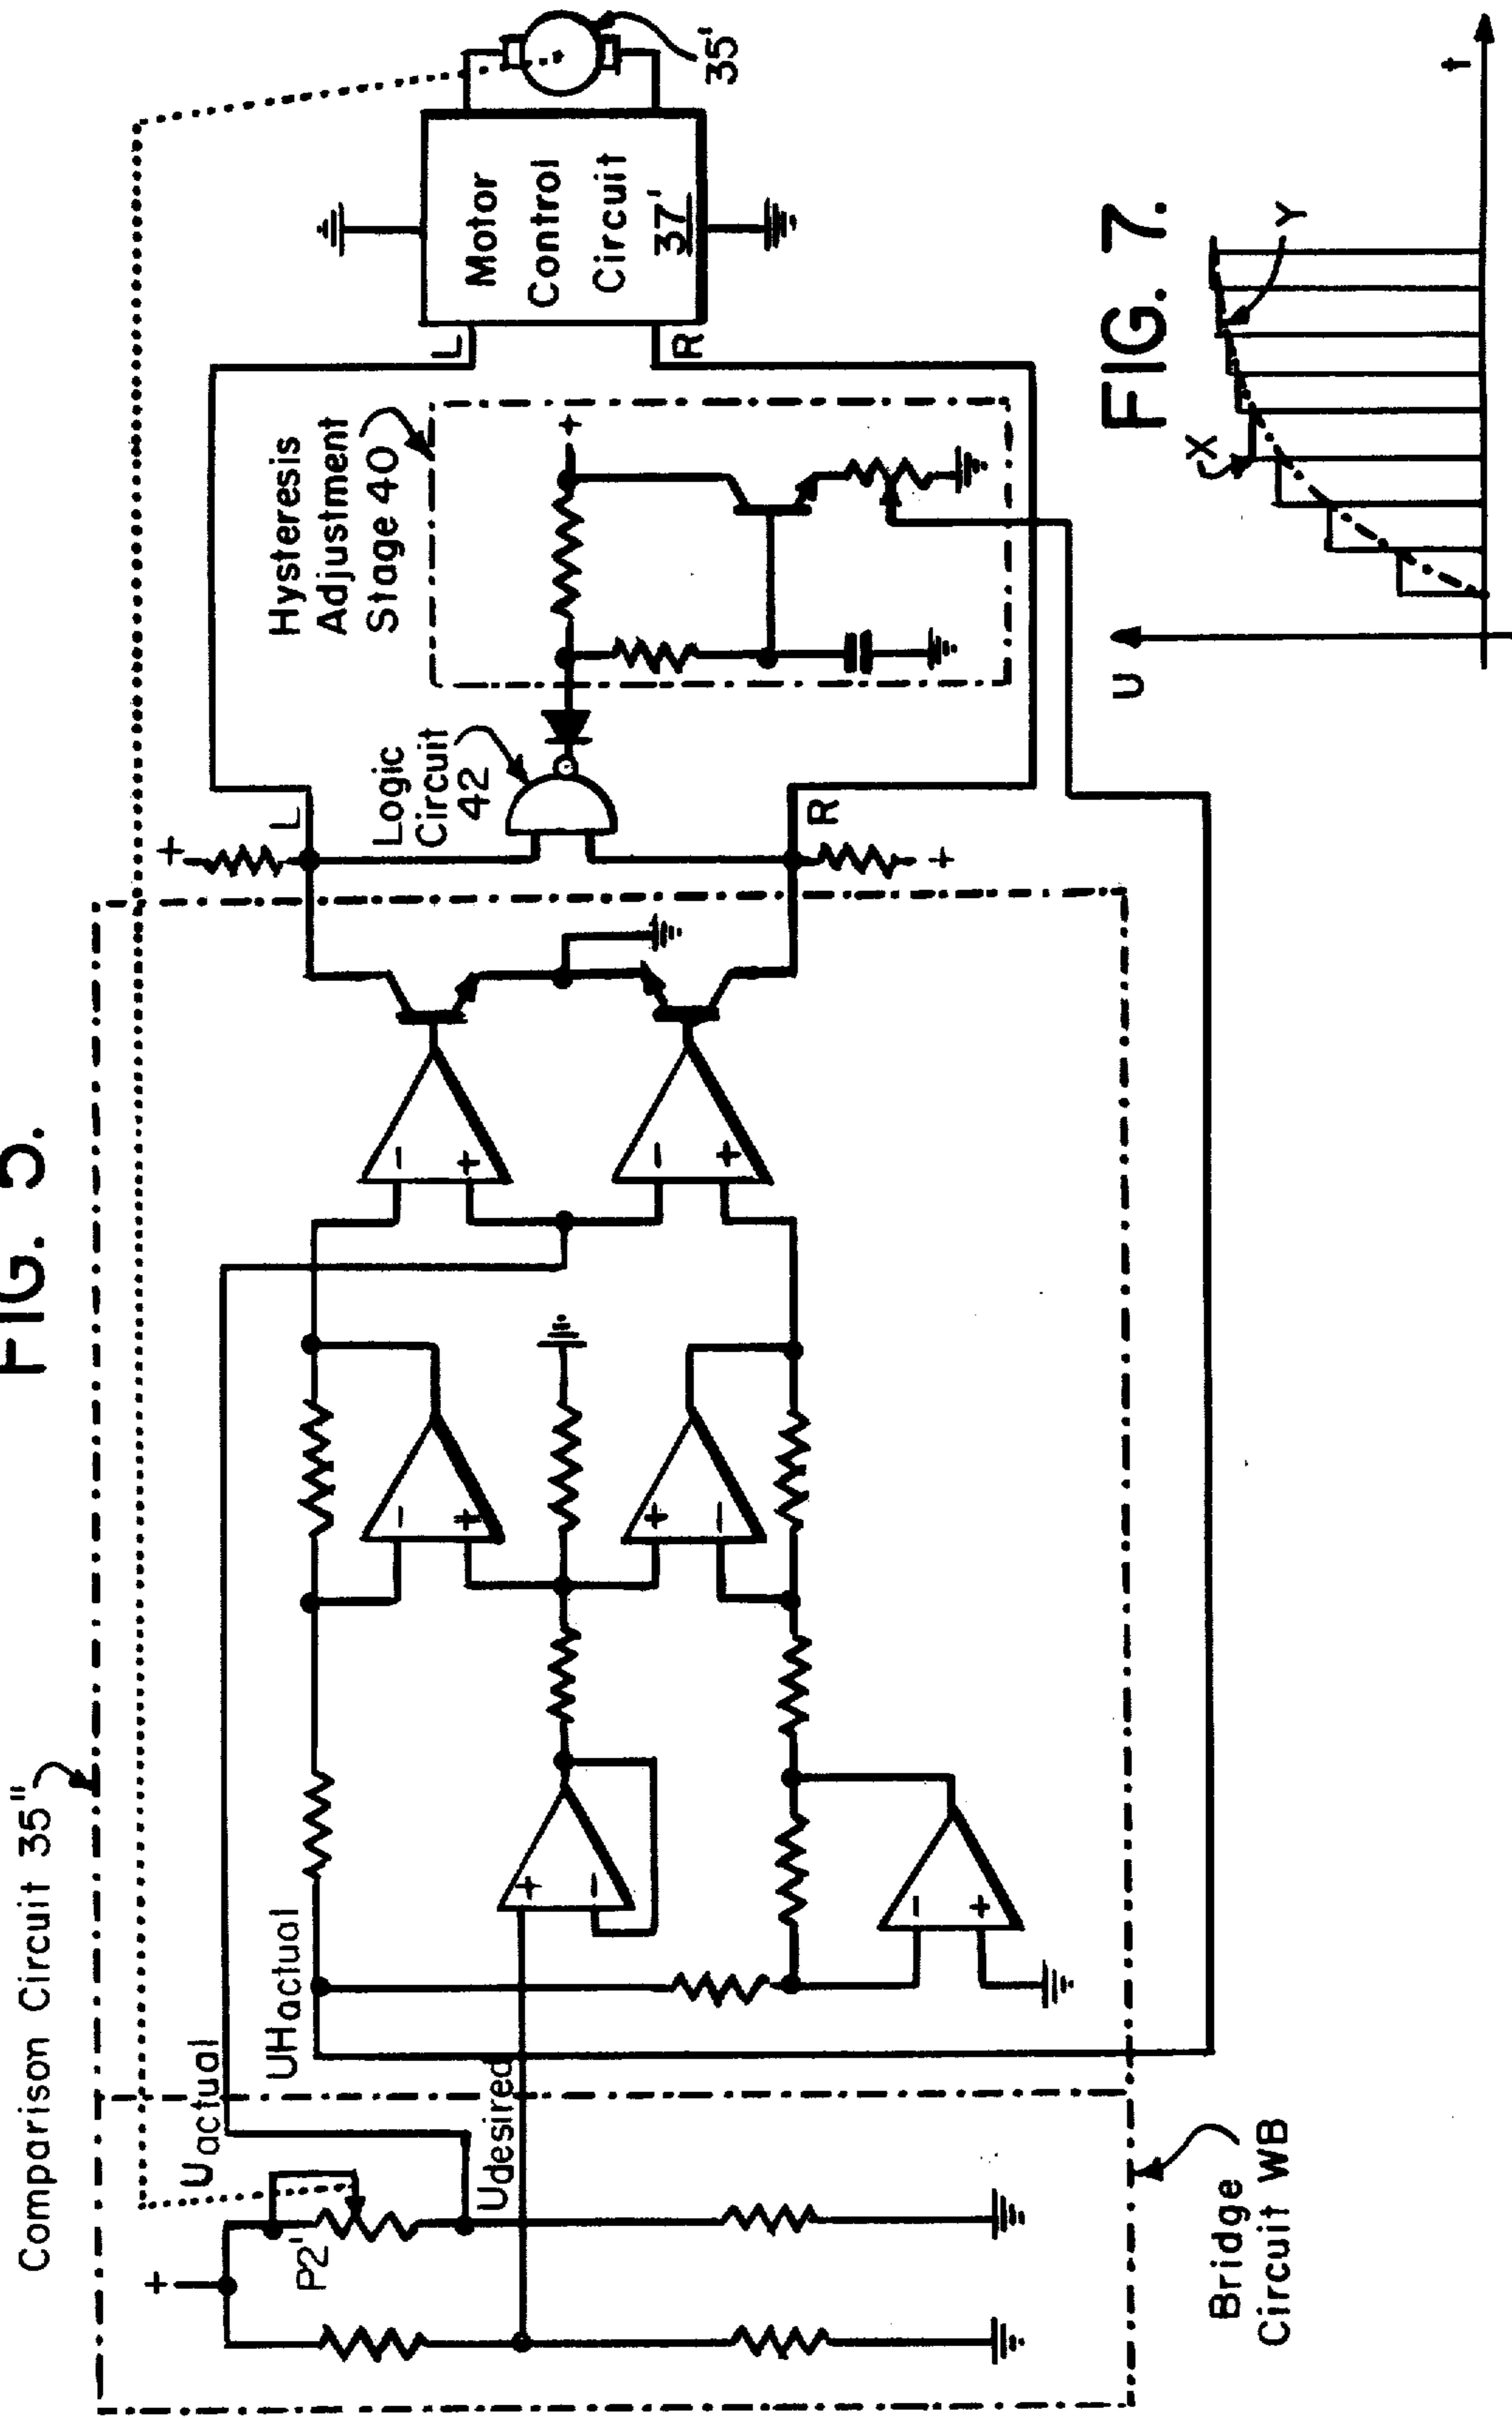 FIG. 5.
Comparison Circuit 35"
+
P2'
Uactual
Udesired
UHactual
+
-
-
+
-
+
+
-
-
+
-
+
Bridge
Circuit WB
+
L
R
+
Logic
Circuit
42
Hysteresis
Adjustment
Stage 40
+
L
R
Motor
Control
Circuit
37'
35'
FIG. 7.
U
X
Y
t